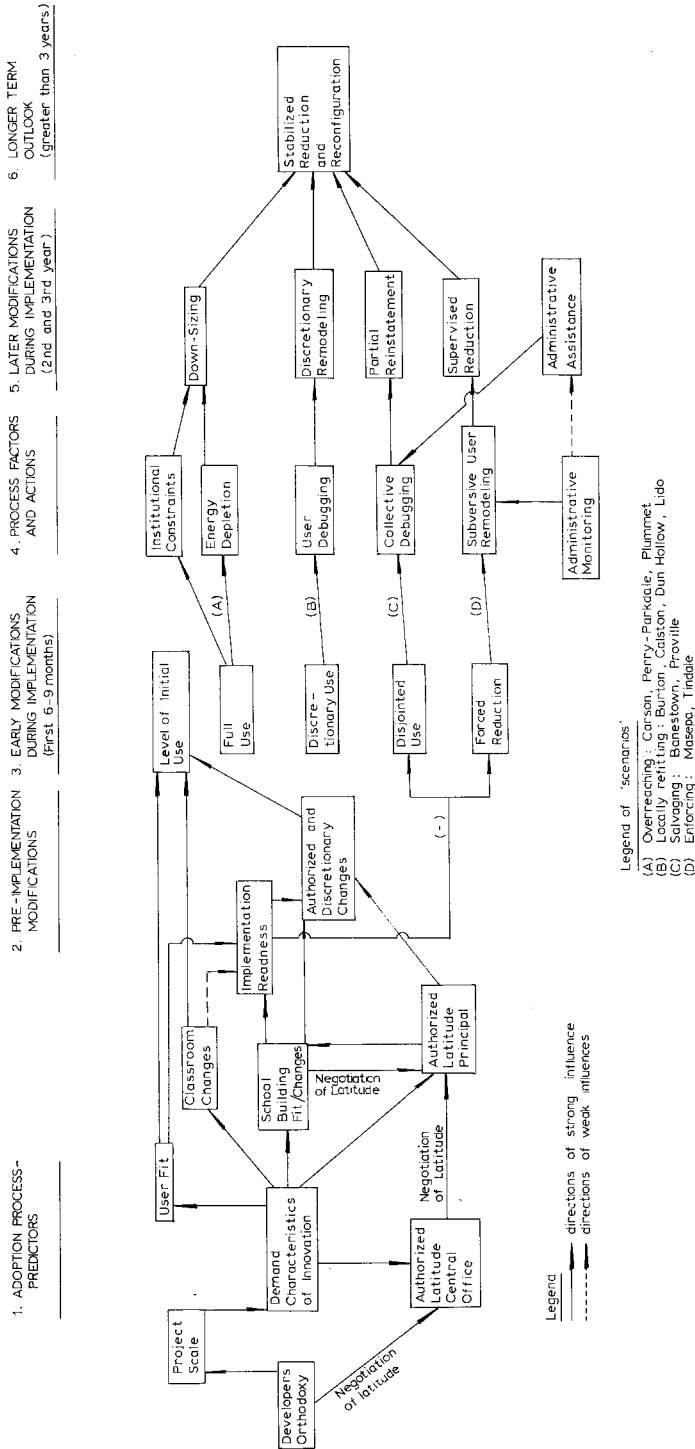 1. ADOPTION PROCESS-
PREDICTORS
2. PRE-IMPLEMENTATION
MODIFICATIONS
3. EARLY MODIFICATIONS
DURING IMPLEMENTATION
(First 6-9 months)
4. PROCESS FACTORS
AND ACTIONS
5. LATER MODIFICATIONS
DURING IMPLEMENTATION
(2nd and 3rd year)
6. LONGER TERM
OUTLOOK
(greater than 3 years)
Project
Scale
Developers
Orthodoxy
Negotiation
of latitude
User Fit
Demand
Characteristics
of Innovation
Authorized
Latitude
Central
Office
Negotiation
of Latitude
Classroom
Changes
School
Building
Fit/Changes
Negotiation
of Latitude
Authorized
Latitude
Principal
Implementation
Readness
Authorized and
Discretionary
Changes
(-)
Level of Initial
Use
Full
Use
Discre-
tionary Use
Disjointed
Use
Forced
Reduction
(A)
(B)
(C)
(D)
Institutional
Constraints
Energy
Depletion
User
Debugging
Collective
Debugging
Subversive User
Remodeling
Administrative
Monitoring
Down-Sizing
Discretionary
Remodeling
Partial
Reinstatement
Supervised
Reduction
Administrative
Assistance
Stabilized
Reduction
and
Reconfiguration
Legend
directions of strong influence
directions of weak influences
Legend of 'scenarios'
(A) Overreaching: Carson, Perry-Parkdale, Plummet
(B) Locally refitting: Burton, Calston, Dun Hollow, Lido
(C) Salvaging: Banestown, Proville
(D) Enforcing: Masepa, Tindale